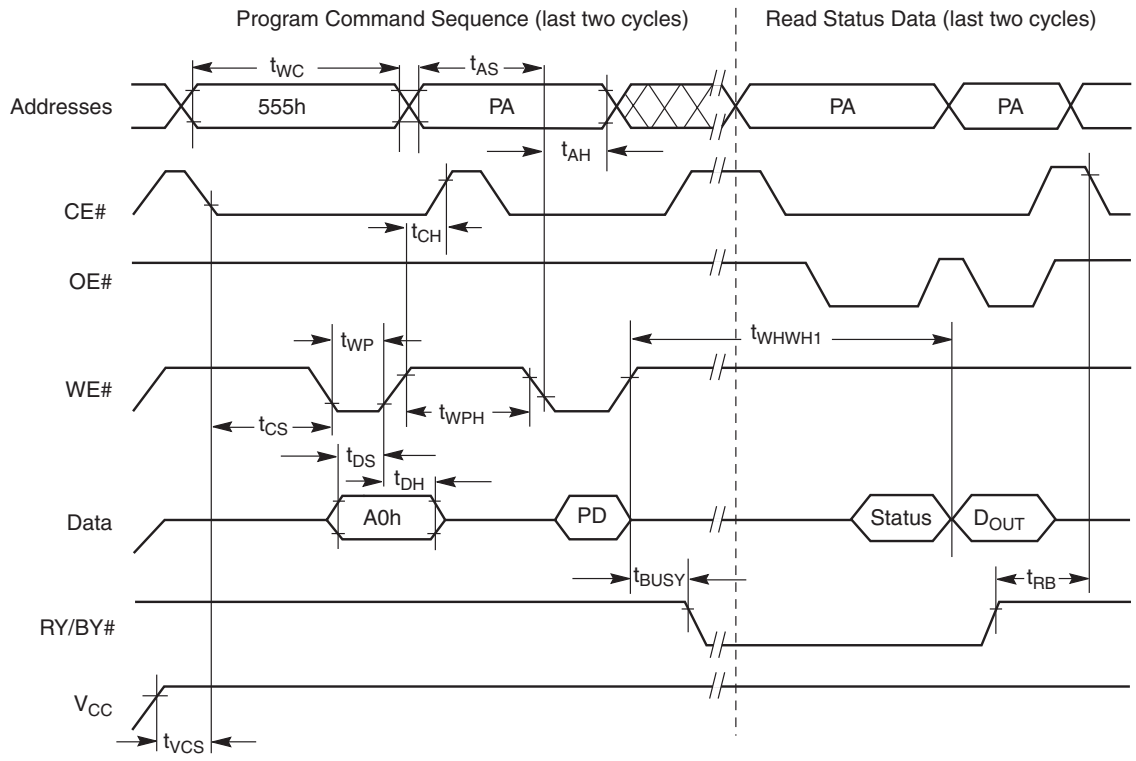 Program Command Sequence (last two cycles)
Read Status Data (last two cycles)
tWC
tAS
Addresses
555h
PA
PA
PA
tAH
CE#
tCH
OE#
tWP
tWHWH1
WE#
tCS
tWPH
tDS
tDH
Data
A0h
PD
Status
DOUT
tBUSY
tRB
RY/BY#
VCC
tVCS